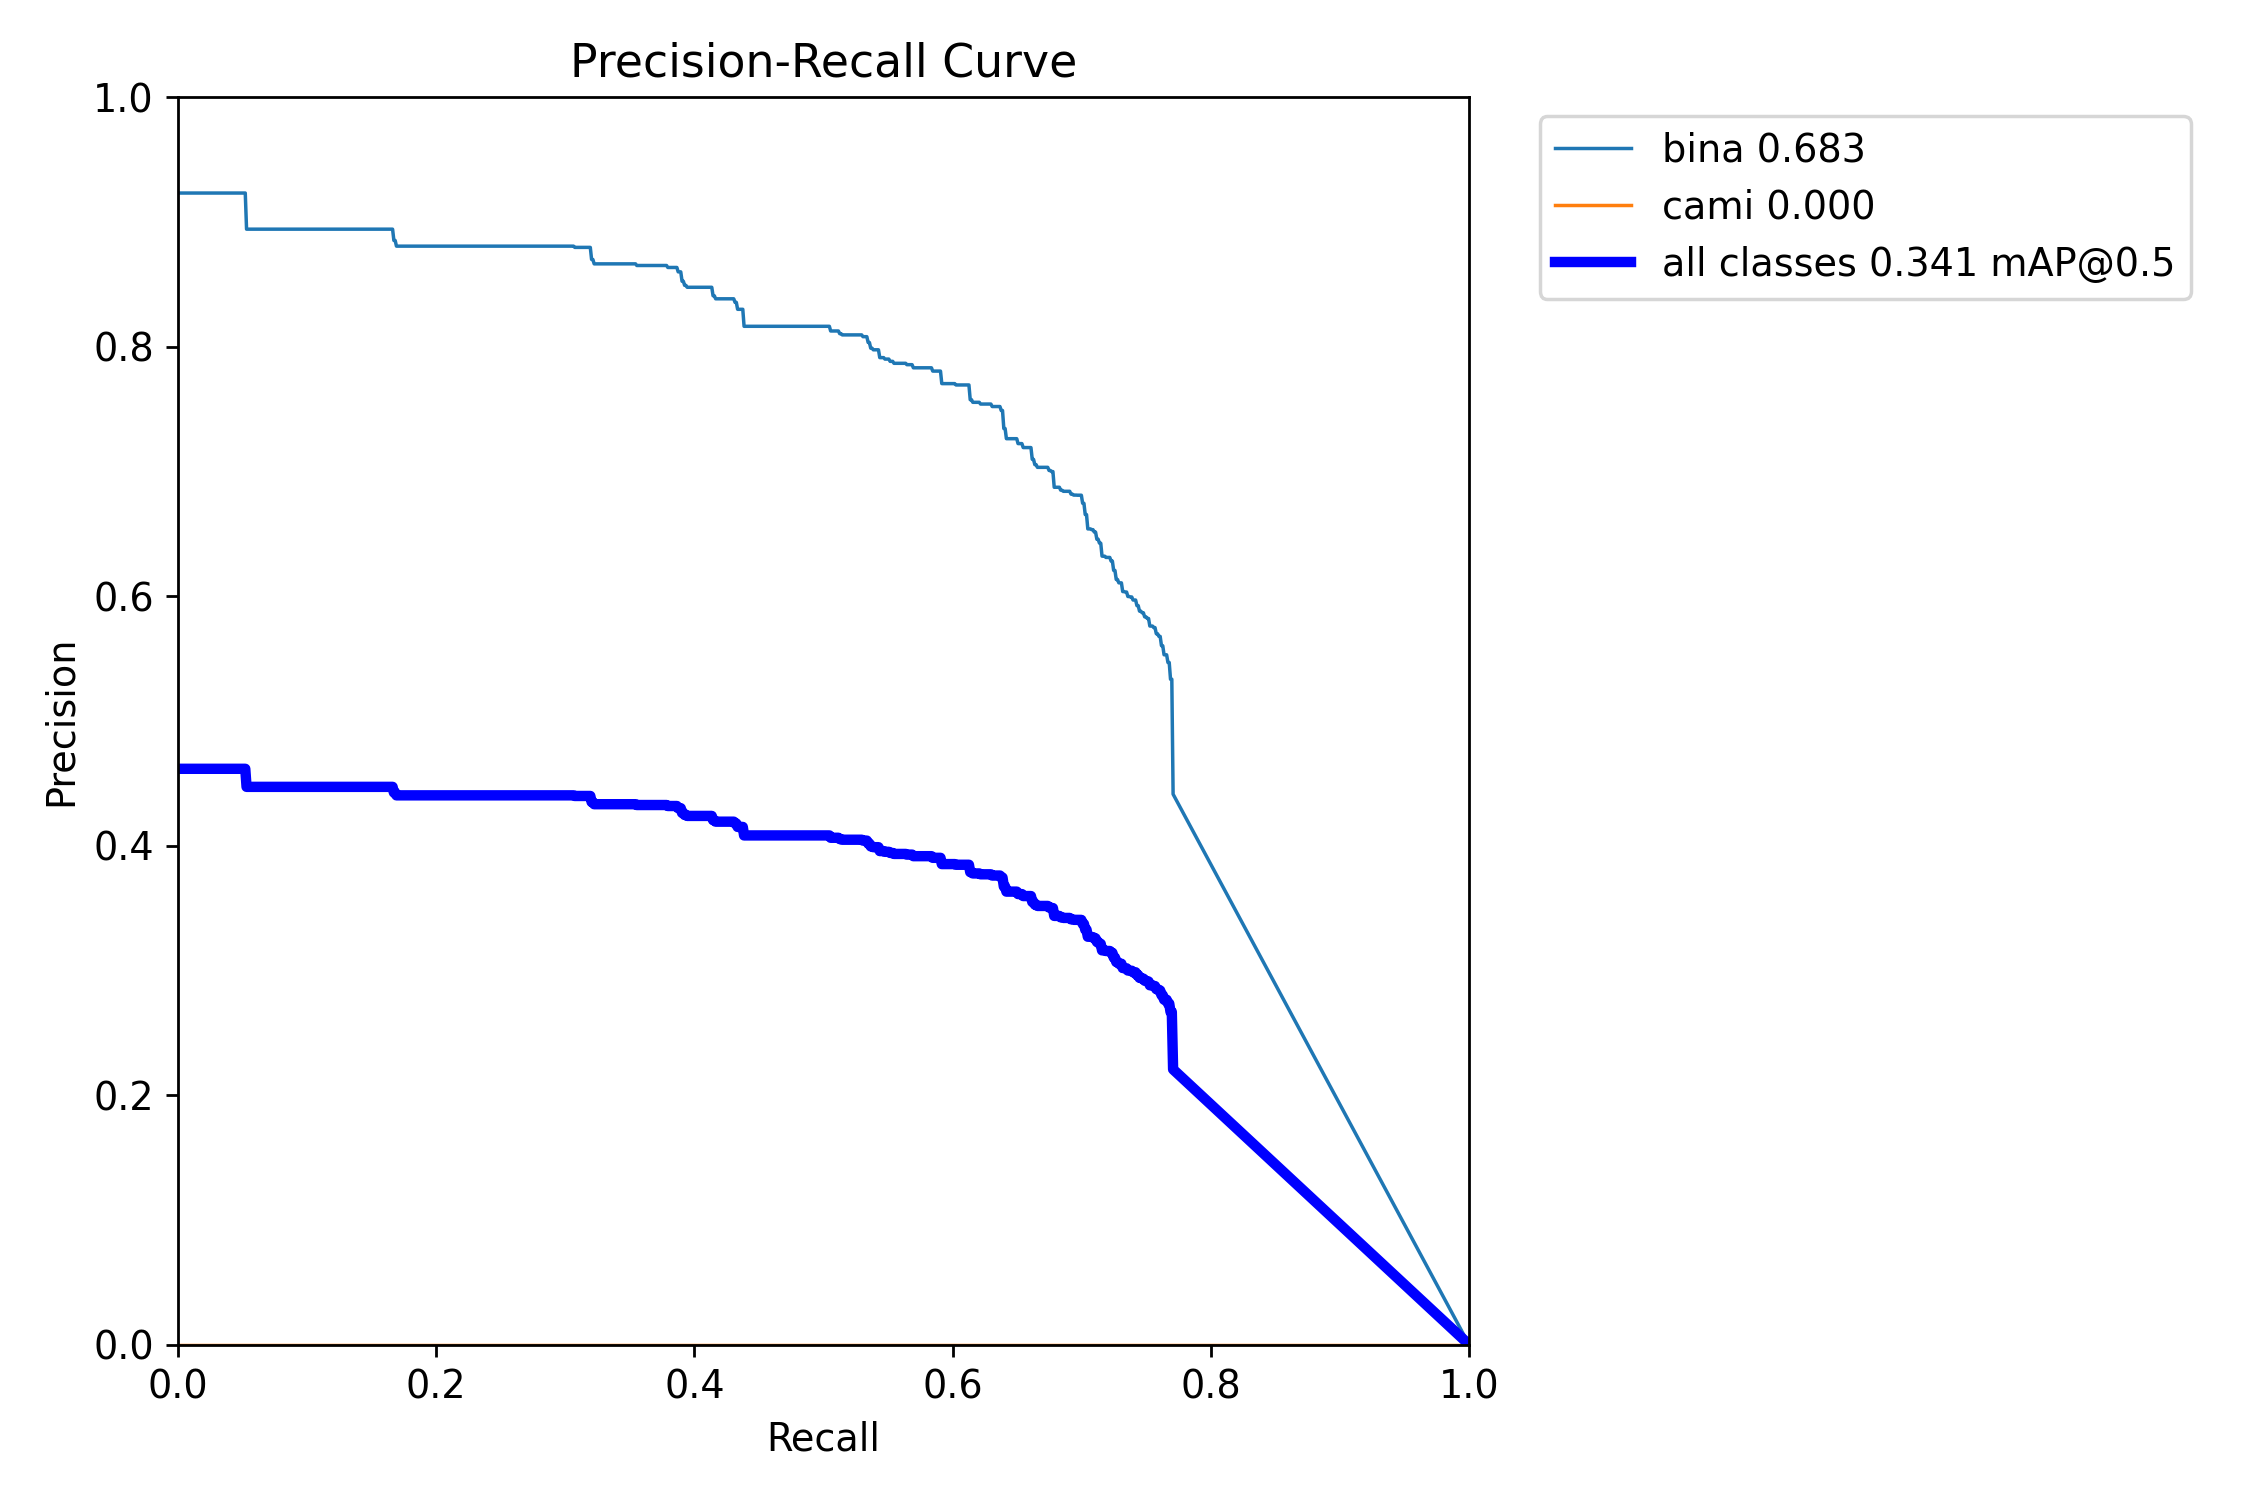 Precision-Recall Curve
1.0
0.8
0.6
0.4
0.2
0.0
Precision
0.0 0.2 0.4 0.6 0.8 1.0
Recall
bina 0.683
cami 0.000
all classes 0.341 mAP@0.5